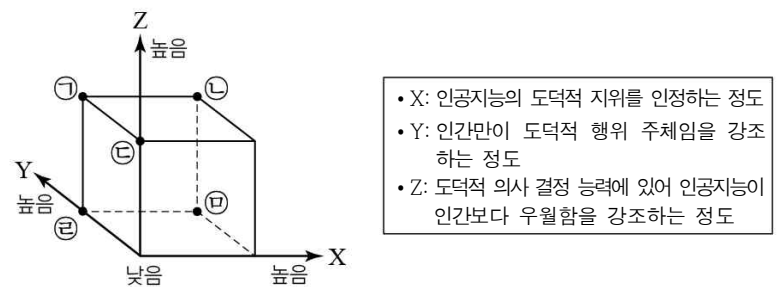 Z
높음
㉠
㉡
㉢
Y
높음
㉣
㉤
X
낮음
높음
• X: 인공지능의 도덕적 지위를 인정하는 정도
• Y: 인간만이 도덕적 행위 주체임을 강조
하는 정도
• Z: 도덕적 의사 결정 능력에 있어 인공지능이
인간보다 우월함을 강조하는 정도